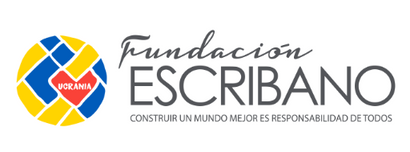 UCRANIA
Fundación
ESCRIBANO
CONSTRUIR UN MUNDO MEJOR ES RESPONSABILIDAD DE TODOS